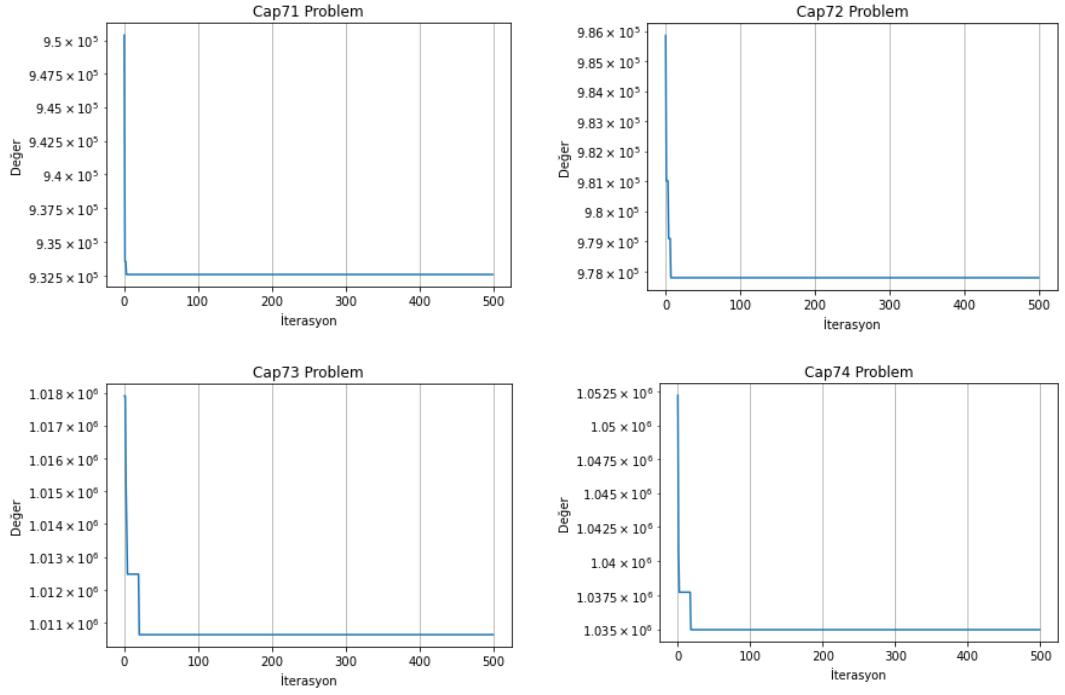 Cap71 Problem
9.5 × 10⁵
9.475 × 10⁵
9.45 × 10⁵
9.425 × 10⁵
9.4 × 10⁵
9.375 × 10⁵
9.35 × 10⁵
9.325 × 10⁵
Değer
0 100 200 300 400 500
İterasyon
Cap72 Problem
9.86 × 10⁵
9.85 × 10⁵
9.84 × 10⁵
9.83 × 10⁵
9.82 × 10⁵
9.81 × 10⁵
9.8 × 10⁵
9.79 × 10⁵
9.78 × 10⁵
Değer
0 100 200 300 400 500
İterasyon
Cap73 Problem
1.018 × 10⁶
1.017 × 10⁶
1.016 × 10⁶
1.015 × 10⁶
1.014 × 10⁶
1.013 × 10⁶
1.012 × 10⁶
1.011 × 10⁶
Değer
0 100 200 300 400 500
İterasyon
Cap74 Problem
1.0525 × 10⁶
1.05 × 10⁶
1.0475 × 10⁶
1.045 × 10⁶
1.0425 × 10⁶
1.04 × 10⁶
1.0375 × 10⁶
1.035 × 10⁶
Değer
0 100 200 300 400 500
İterasyon